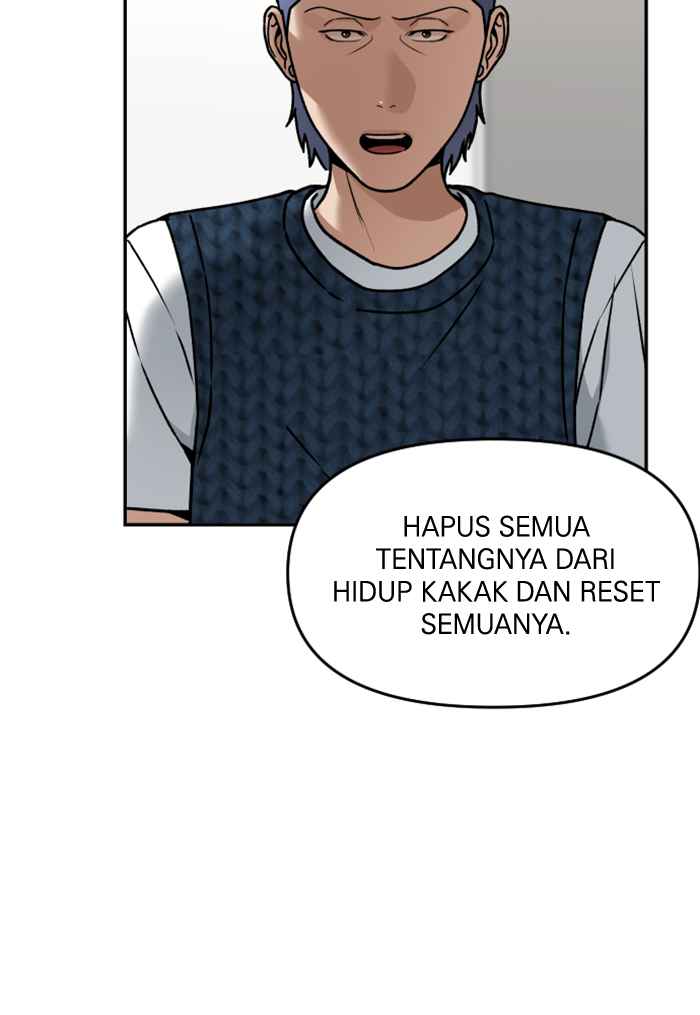 HAPUS SEMUA
TENTANGNYA DARI
HIDUP KAKAK DAN RESET
SEMUANYA.